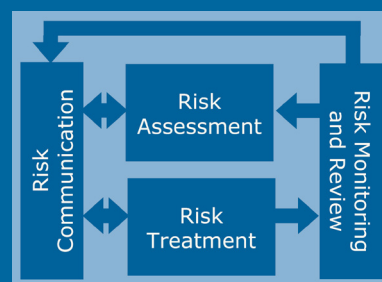 Risk
Communication
Risk
Assessment
Risk
Treatment
Risk Monitoring
and Review